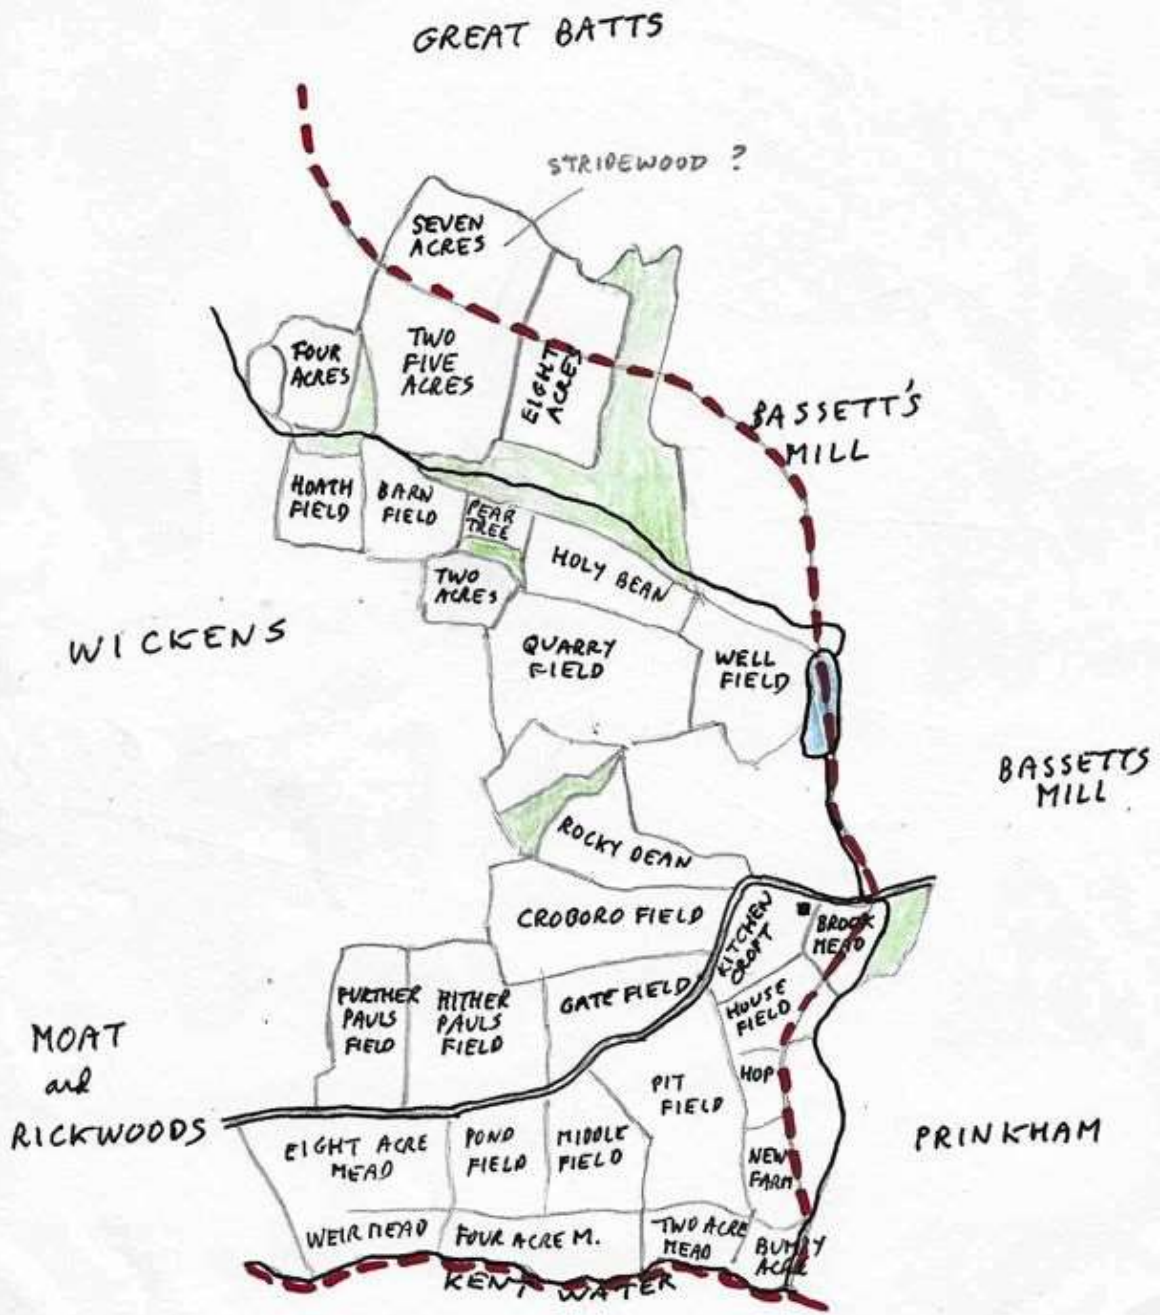 GREAT BATTS
STRIDEWOOD ?
SEVEN
ACRES
FOUR
ACRES
TWO
FIVE
ACRES
EIGHT
ACRES
BASSETT'S
MILL
HOATH
FIELD
BARN
FIELD
PEAR
TREE
HOLY BEAN
TWO
ACRES
WICKENS
QUARRY
FIELD
WELL
FIELD
BASSETTS
MILL
ROCKY DEAN
CROBORO FIELD
KITCHEN
CROFT
BROOK
MEAD
FURTHER
PAULS
FIELD
HITHER
PAULS
FIELD
GATE FIELD
HOUSE
FIELD
MOAT
and
RICKWOODS
PIT
FIELD
HOP
PRINKHAM
EIGHT ACRE
MEAD
POND
FIELD
MIDDLE
FIELD
NEW
FARM
WEIR MEAD
FOUR ACRE M.
TWO ACRE
MEAD
BUMPY
ACRE
KENT WATER